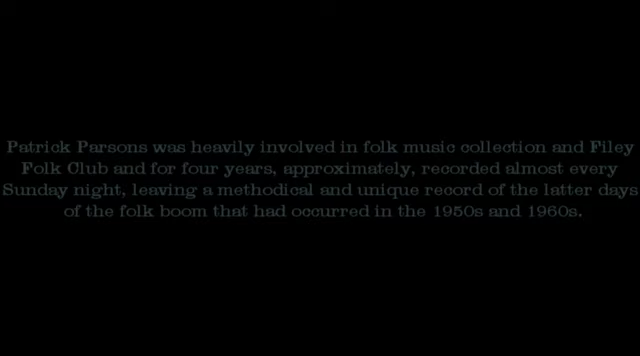 Patrick Parsons was heavily involved in folk music collection and Filey
Folk Club and for four years, approximately, recorded almost every
Sunday night, leaving a methodical and unique record of the latter days
of the folk boom that had occurred in the 1950s and 1960s.